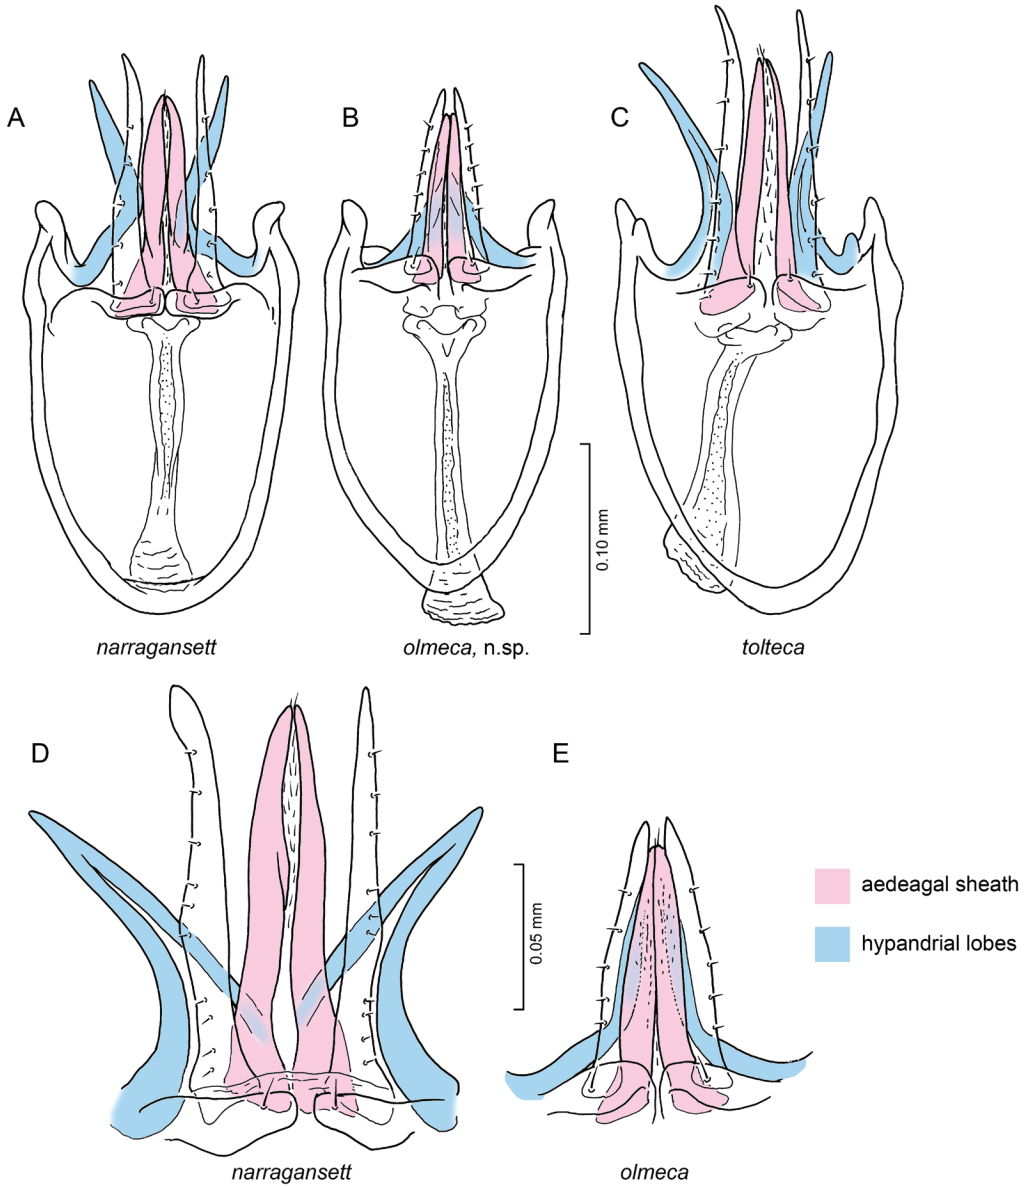 A
B
C
0.10 mm
narragansett
olmeca, n.sp.
tolteca
D
E
0.05 mm
aedeagal sheath
hypandrial lobes
narragansett
olmeca